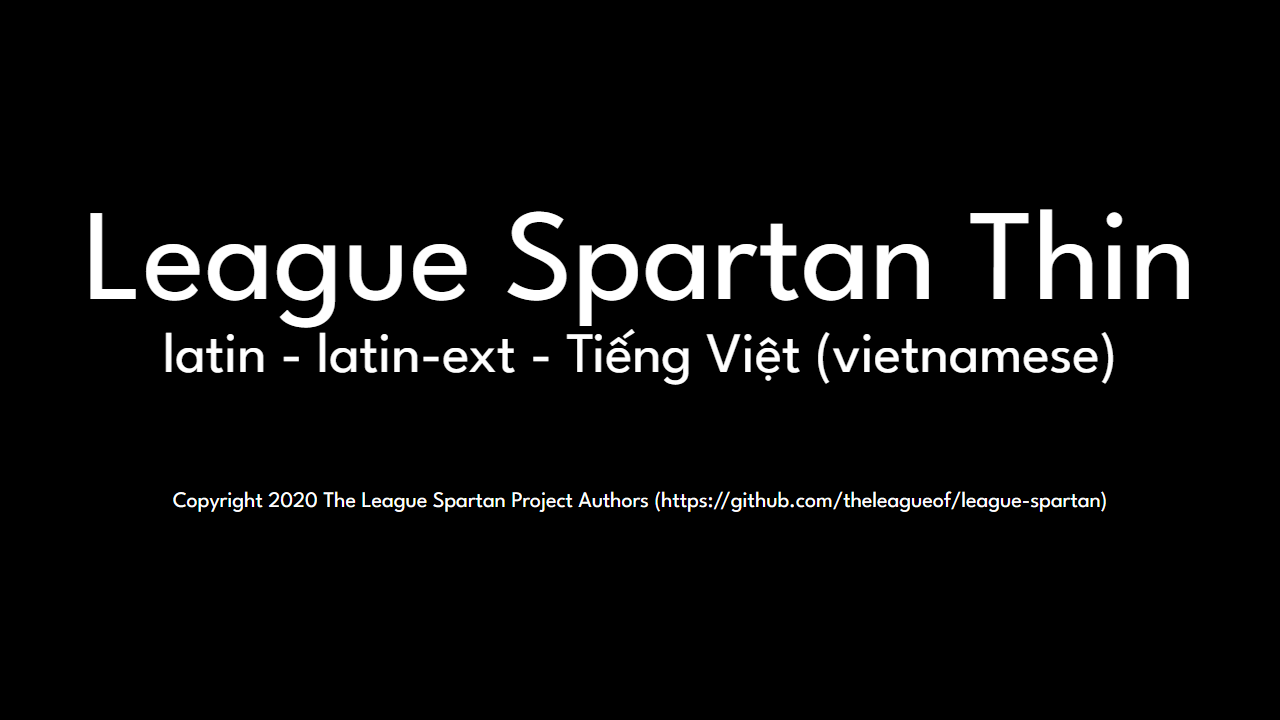 League Spartan Thin
latin - latin-ext - Tiếng Việt (vietnamese)
Copyright 2020 The League Spartan Project Authors (https://github.com/theleagueof/league-spartan)